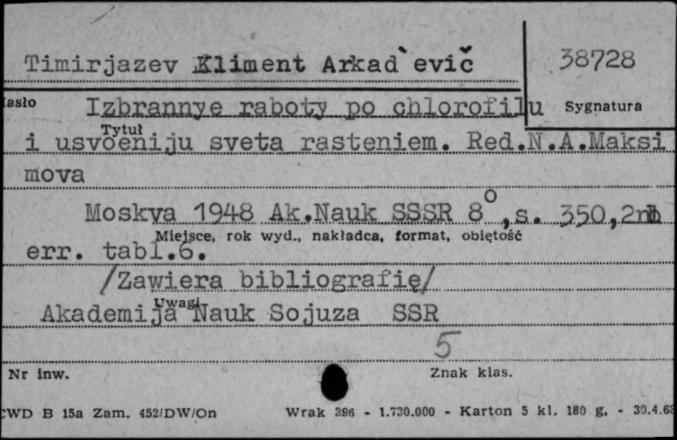 Timirjazev Kliment Arkad`evič
38728
Hasło
Izbrannye raboty po chlorofilu
Sygnatura
Tytuł
i usvoeniju sveta rasteniem. Red.N.A.Maksi
mova
Moskva 1948 Ak.Nauk SSSR 8°,s. 350,2nlb
Miejsce, rok wyd., nakładca, format, objętość
err. tabl.6.
/Zawiera bibliografię/
Uwagi
Akademija Nauk Sojuza SSR
5
Nr inw.
Znak klas.
CWD B 15a Zam. 452/DW/On Wrak 396 - 1.730.000 - Karton 5 kl. 180 g. - 30.4.68